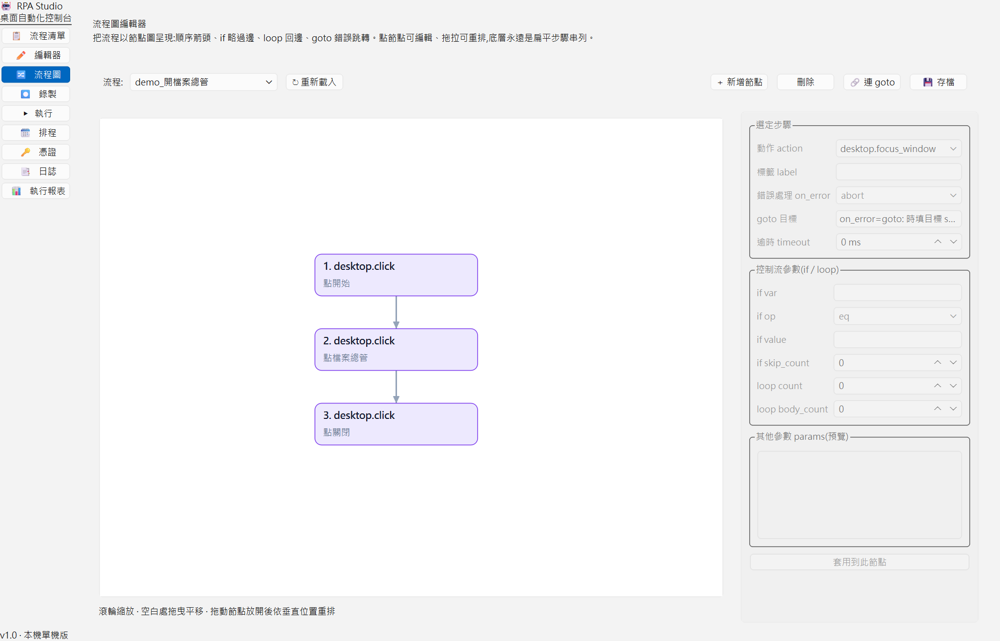 RPA Studio
桌面自動化控制台
流程清單
編輯器
流程圖
錄製
執行
排程
憑證
日誌
執行報表
v1.0 · 本機單機版
流程圖編輯器
把流程以節點圖呈現:順序箭頭、if 略過邊、loop 回邊、goto 錯誤跳轉。點節點可編輯、拖拉可重排,底層永遠是扁平步驟串列。
流程: demo_開檔案總管 ↻ 重新載入 + 新增節點 刪除 連 goto 存檔
1. desktop.click
點開始
2. desktop.click
點檔案總管
3. desktop.click
點關閉
滾輪縮放 · 空白處拖曳平移 · 拖動節點放開後依垂直位置重排
選定步驟
動作 action desktop.focus_window
標籤 label
錯誤處理 on_error abort
goto 目標 on_error=goto: 時填目標 s...
逾時 timeout 0 ms
控制流參數(if / loop)
if var
if op eq
if value
if skip_count 0
loop count 0
loop body_count 0
其他參數 params(預覽)
套用到此節點